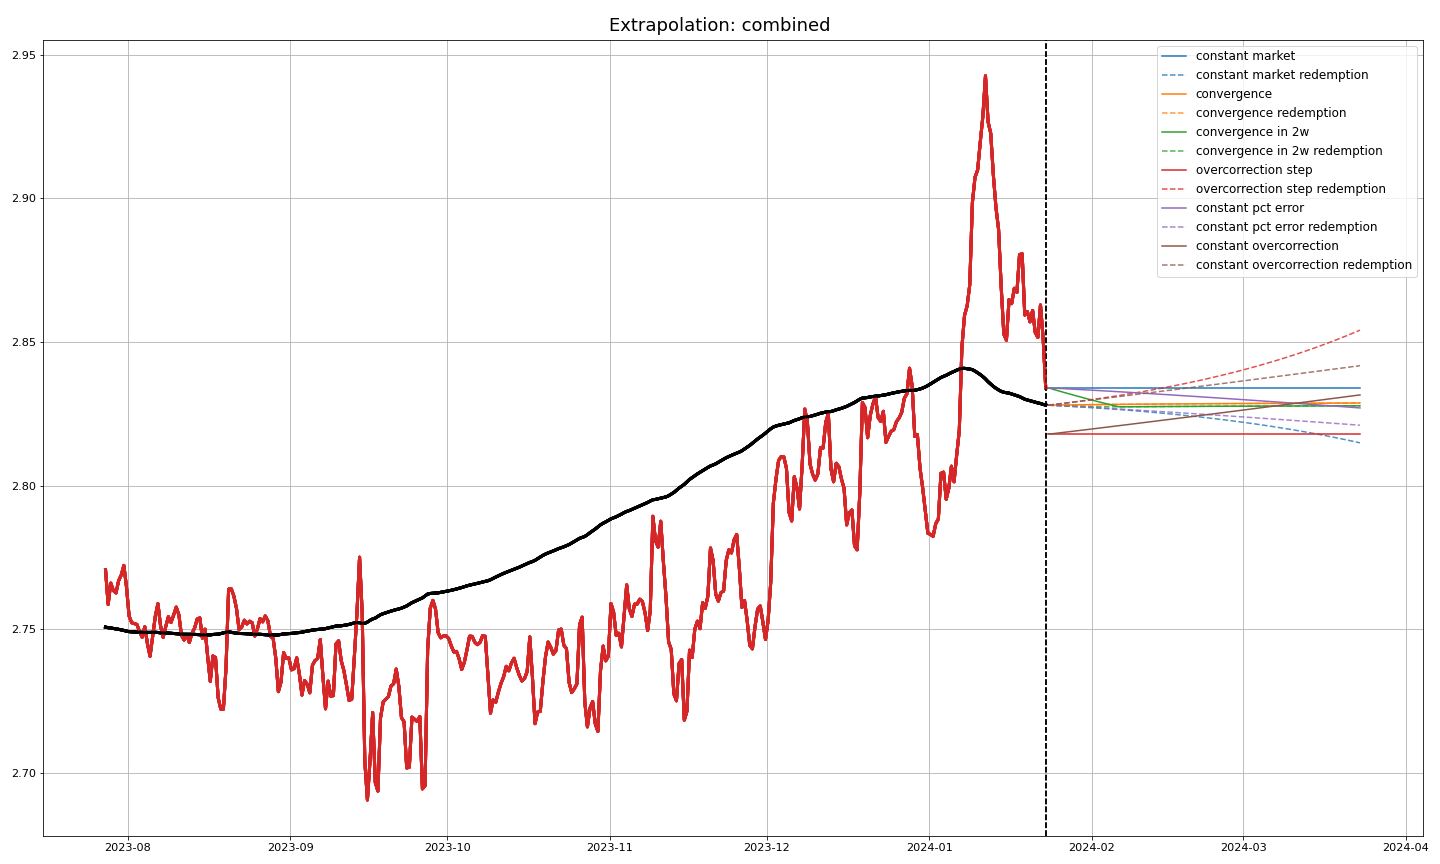 Extrapolation: combined
2.95
2.90
2.85
2.80
2.75
2.70
constant market
constant market redemption
convergence
convergence redemption
convergence in 2w
convergence in 2w redemption
overcorrection step
overcorrection step redemption
constant pct error
constant pct error redemption
constant overcorrection
constant overcorrection redemption
2023-08 2023-09 2023-10 2023-11 2023-12 2024-01 2024-02 2024-03 2024-04